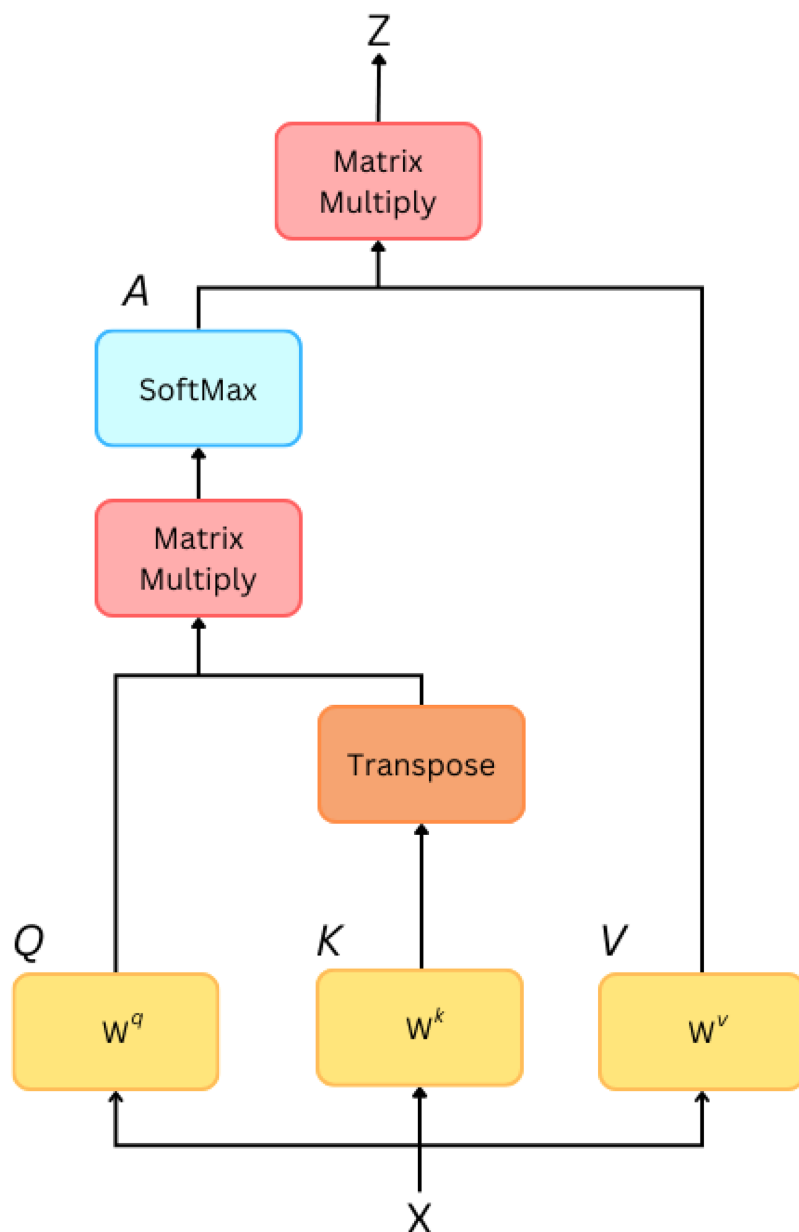 Z
Matrix
Multiply
A
SoftMax
Matrix
Multiply
Transpose
Q
K
V
W^q
W^k
W^v
X